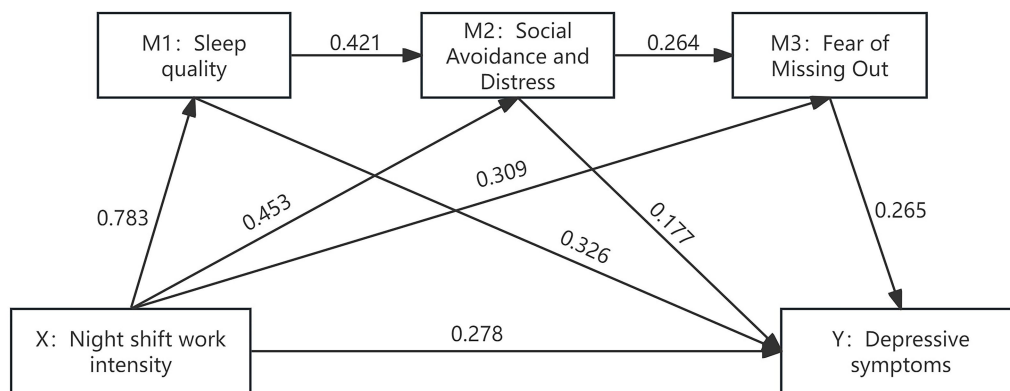 M1：Sleep
quality
0.421
M2：Social
Avoidance and
Distress
0.264
M3：Fear of
Missing Out
0.783
0.453
0.309
0.326
0.177
0.265
X：Night shift work
intensity
0.278
Y：Depressive
symptoms